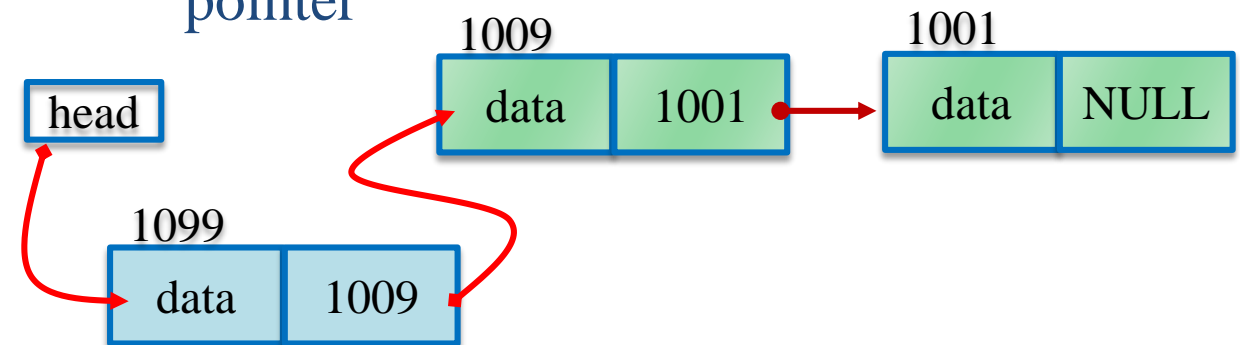 pointer
1009
1001
head
data 1001
data NULL
1099
data 1009